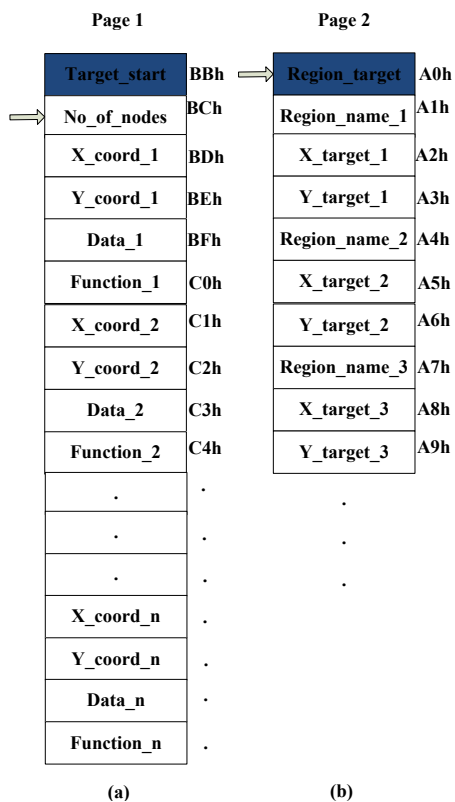 Page 1
Target_start BBh
No_of_nodes BCh
X_coord_1 BDh
Y_coord_1 BEh
Data_1 BFh
Function_1 C0h
X_coord_2 C1h
Y_coord_2 C2h
Data_2 C3h
Function_2 C4h
. .
. .
. .
X_coord_n .
Y_coord_n .
Data_n .
Function_n .
(a)
Page 2
Region_target A0h
Region_name_1 A1h
X_target_1 A2h
Y_target_1 A3h
Region_name_2 A4h
X_target_2 A5h
Y_target_2 A6h
Region_name_3 A7h
X_target_3 A8h
Y_target_3 A9h
.
.
.
(b)